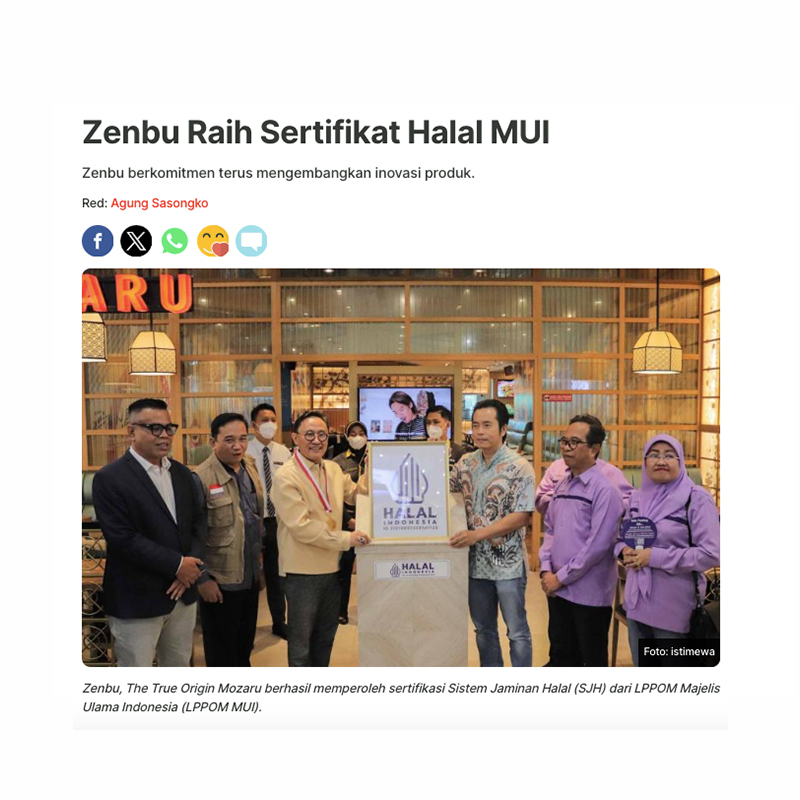 Zenbu Raih Sertifikat Halal MUI
Zenbu berkomitmen terus mengembangkan inovasi produk.
Red: Agung Sasongko
ARU
HALAL
INDONESIA
HALAL
INDONESIA
Foto: istimewa
Zenbu, The True Origin Mozaru berhasil memperoleh sertifikasi Sistem Jaminan Halal (SJH) dari LPPOM Majelis
Ulama Indonesia (LPPOM MUI).